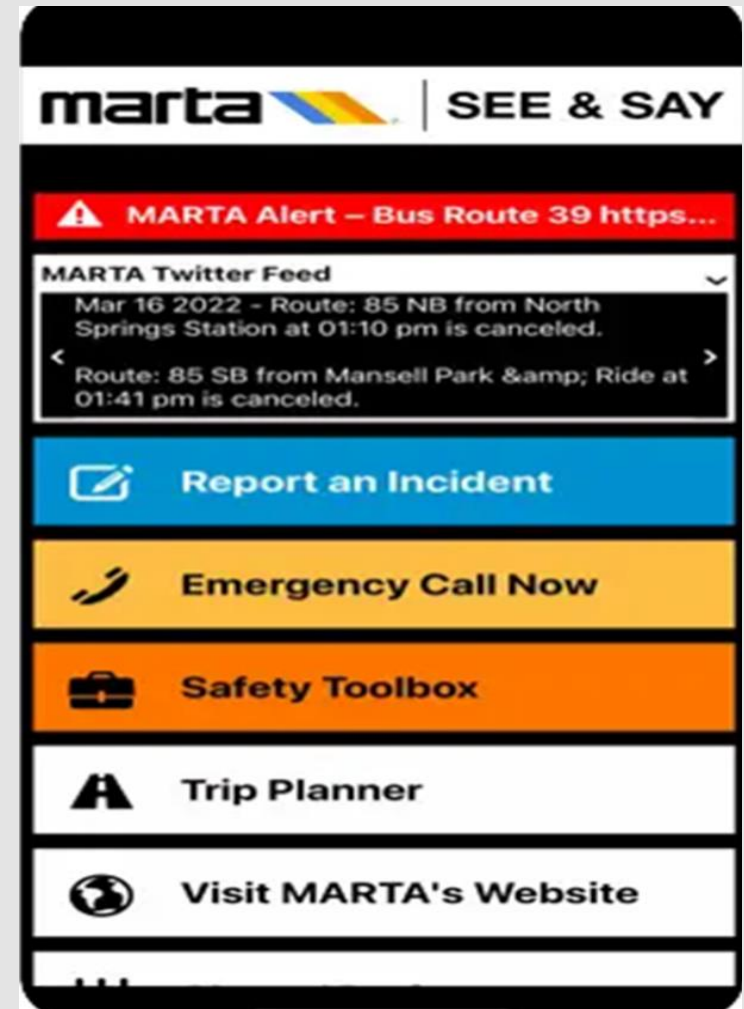 marta | SEE & SAY
MARTA Alert – Bus Route 39 https...
MARTA Twitter Feed
Mar 16 2022 - Route: 85 NB from North
Springs Station at 01:10 pm is canceled.
Route: 85 SB from Mansell Park &amp; Ride at
01:41 pm is canceled.
Report an Incident
Emergency Call Now
Safety Toolbox
Trip Planner
Visit MARTA's Website